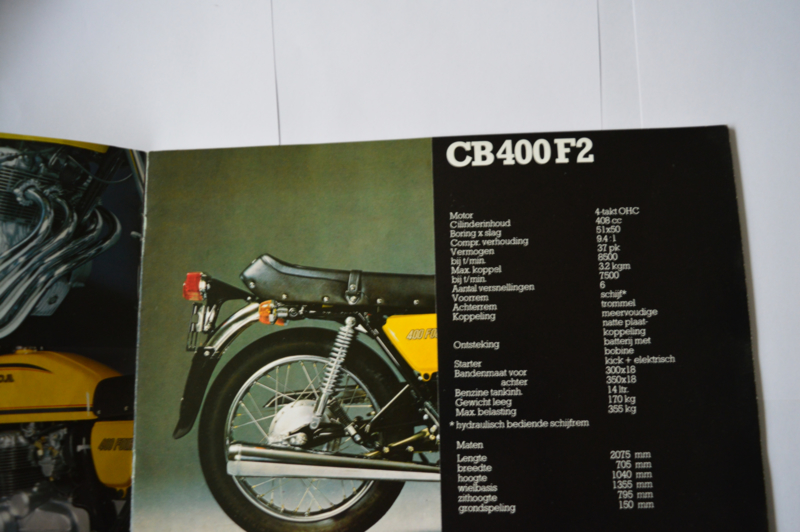 CB400F2
Motor 4-takt OHC
Cilinderinhoud 408 cc
Boring x slag 51x50
Compr. verhouding 9.4:1
Vermogen 37 pk
bij t/min. 8500
Max. koppel 3.2 kgm
bij t/min. 7500
Aantal versnellingen 6
Voorrem schijf*
Achterrem trommel
Koppeling meervoudige
natte plaat-
koppeling
Ontsteking batterij met
bobine
Starter kick + elektrisch
Bandenmaat voor 300x18
achter 350x18
Benzine tankinh. 14 ltr.
Gewicht leeg 170 kg
Max. belasting 355 kg
* hydraulisch bediende schijfrem
Maten
Lengte 2075 mm
breedte 705 mm
hoogte 1040 mm
wielbasis 1355 mm
zithoogte 795 mm
grondspeling 150 mm